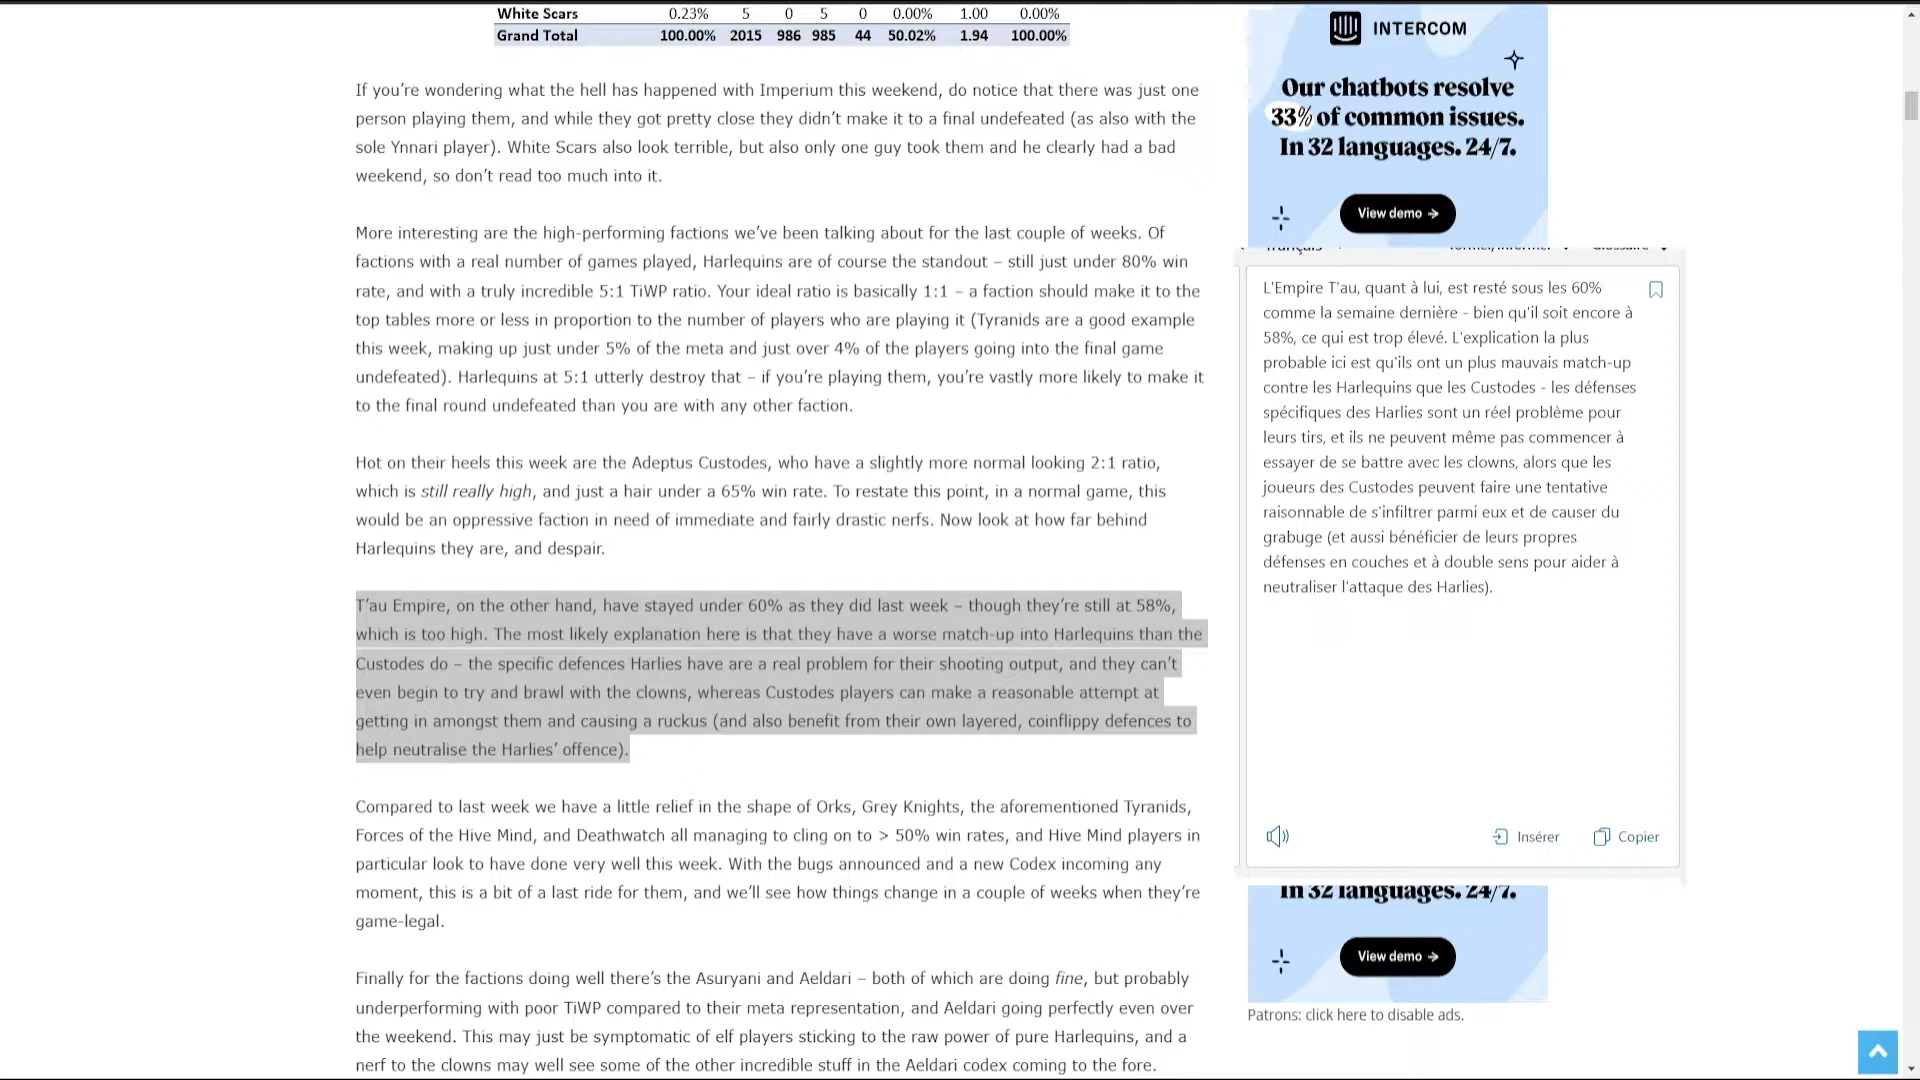 White Scars 0.23% 5 0 5 0 0.00% 1.00 0.00%
Grand Total 100.00% 2015 986 985 44 50.02% 1.94 100.00%
If you’re wondering what the hell has happened with Imperium this weekend, do notice that there was just one
person playing them, and while they got pretty close they didn’t make it to a final undefeated (as also with the
sole Ynnari player). White Scars also look terrible, but also only one guy took them and he clearly had a bad
weekend, so don’t read too much into it.
More interesting are the high-performing factions we’ve been talking about for the last couple of weeks. Of
factions with a real number of games played, Harlequins are of course the standout – still just under 80% win
rate, and with a truly incredible 5:1 TiWP ratio. Your ideal ratio is basically 1:1 – a faction should make it to the
top tables more or less in proportion to the number of players who are playing it (Tyranids are a good example
this week, making up just under 5% of the meta and just over 4% of the players going into the final game
undefeated). Harlequins at 5:1 utterly destroy that – if you’re playing them, you’re vastly more likely to make it
to the final round undefeated than you are with any other faction.
Hot on their heels this week are the Adeptus Custodes, who have a slightly more normal looking 2:1 ratio,
which is still really high, and just a hair under a 65% win rate. To restate this point, in a normal game, this
would be an oppressive faction in need of immediate and fairly drastic nerfs. Now look at how far behind
Harlequins they are, and despair.
T’au Empire, on the other hand, have stayed under 60% as they did last week – though they’re still at 58%,
which is too high. The most likely explanation here is that they have a worse match-up into Harlequins than the
Custodes do – the specific defences Harlies have are a real problem for their shooting output, and they can’t
even begin to try and brawl with the clowns, whereas Custodes players can make a reasonable attempt at
getting in amongst them and causing a ruckus (and also benefit from their own layered, coinflippy defences to
help neutralise the Harlies’ offence).
Compared to last week we have a little relief in the shape of Orks, Grey Knights, the aforementioned Tyranids,
Forces of the Hive Mind, and Deathwatch all managing to cling on to > 50% win rates, and Hive Mind players in
particular look to have done very well this week. With the bugs announced and a new Codex incoming any
moment, this is a bit of a last ride for them, and we’ll see how things change in a couple of weeks when they’re
game-legal.
Finally for the factions doing well there’s the Asuryani and Aeldari – both of which are doing fine, but probably
underperforming with poor TiWP compared to their meta representation, and Aeldari going perfectly even over
the weekend. This may just be symptomatic of elf players sticking to the raw power of pure Harlequins, and a
nerf to the clowns may well see some of the other incredible stuff in the Aeldari codex coming to the fore.
INTERCOM
Our chatbots resolve
33% of common issues.
In 32 languages. 24/7.
View demo →
L'Empire T'au, quant à lui, est resté sous les 60%
comme la semaine dernière - bien qu'il soit encore à
58%, ce qui est trop élevé. L'explication la plus
probable ici est qu'ils ont un plus mauvais match-up
contre les Harlequins que les Custodes - les défenses
spécifiques des Harlies sont un réel problème pour
leurs tirs, et ils ne peuvent même pas commencer à
essayer de se battre avec les clowns, alors que les
joueurs des Custodes peuvent faire une tentative
raisonnable de s'infiltrer parmi eux et de causer du
grabuge (et aussi bénéficier de leurs propres
défenses en couches et à double sens pour aider à
neutraliser l'attaque des Harlies).
Insérer Copier
In 32 languages. 24/7.
View demo →
Patrons: click here to disable ads.